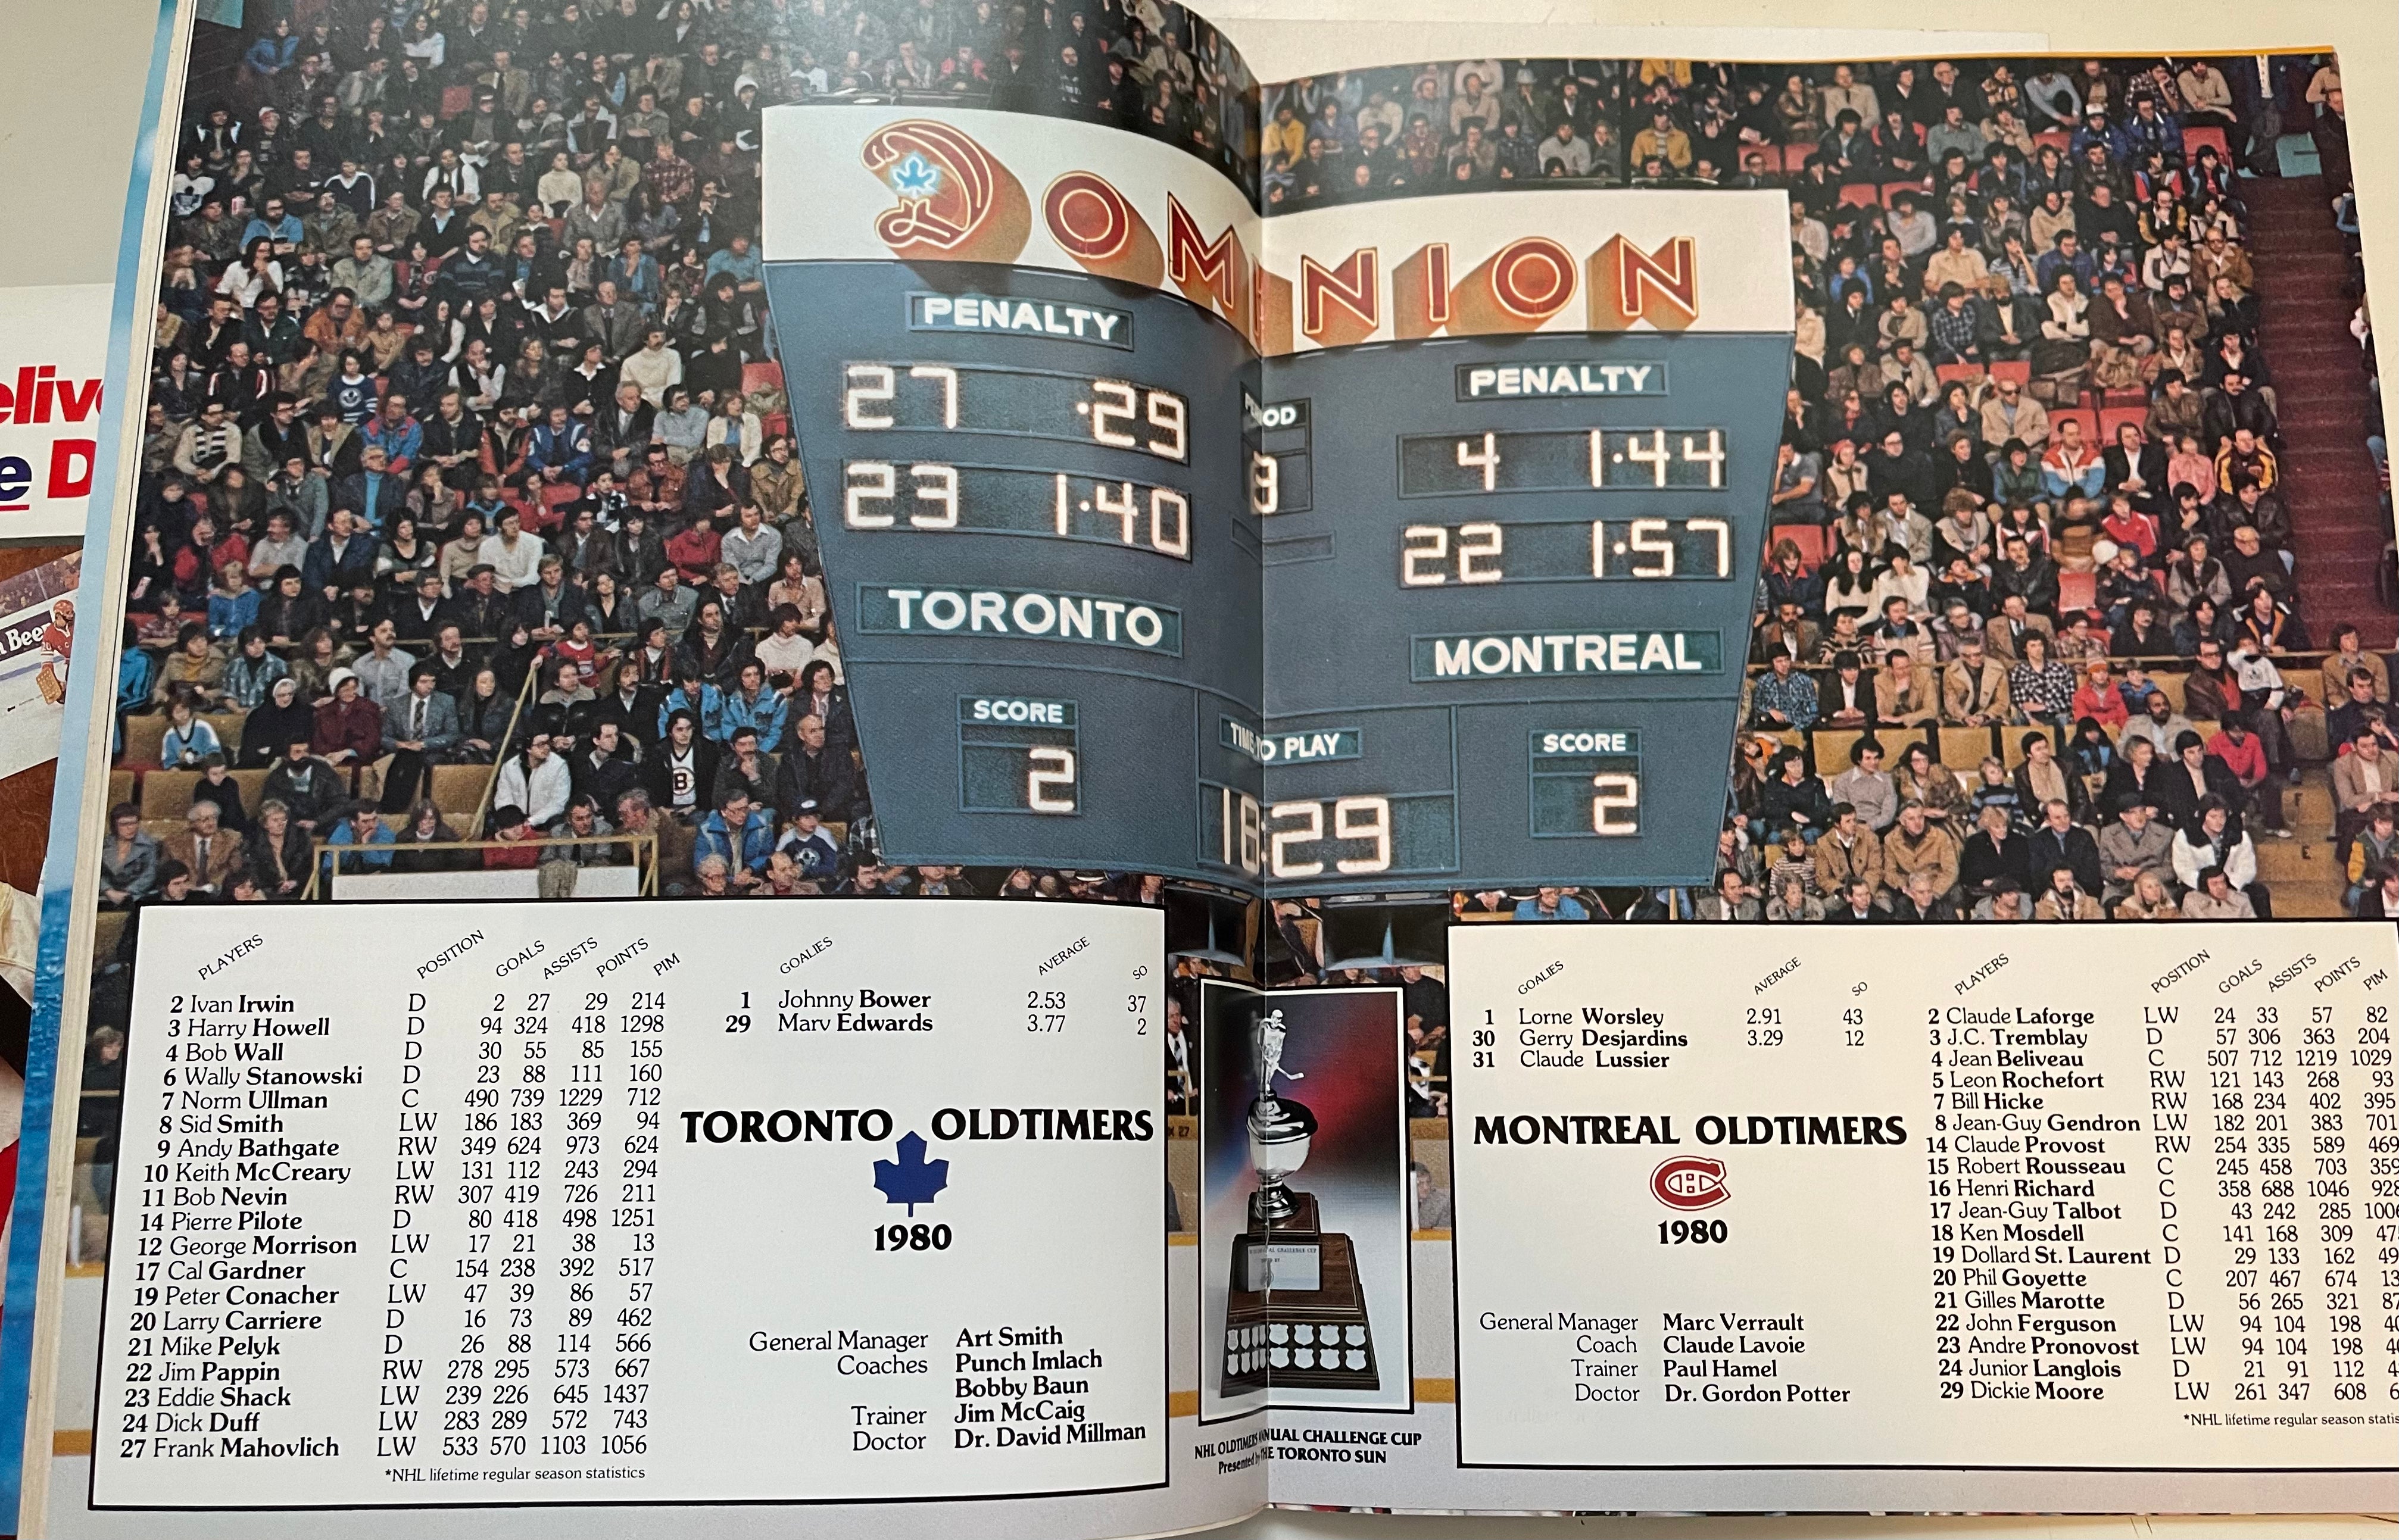 eliv
e D
Beer
DOMINION
PENALTY
27 ·29
23 1·40
TORONTO
SCORE
2
PERIOD
3
TIME TO PLAY
18:29
PENALTY
4 1·44
22 1·57
MONTREAL
SCORE
2
PLAYERS POSITION GOALS ASSISTS POINTS PIM
2 Ivan Irwin D 2 27 29 214
3 Harry Howell D 94 324 418 1298
4 Bob Wall D 30 55 85 155
6 Wally Stanowski D 23 88 111 160
7 Norm Ullman C 490 739 1229 712
8 Sid Smith LW 186 183 369 94
9 Andy Bathgate RW 349 624 973 624
10 Keith McCreary LW 131 112 243 294
11 Bob Nevin RW 307 419 726 211
14 Pierre Pilote D 80 418 498 1251
12 George Morrison LW 17 21 38 13
17 Cal Gardner C 154 238 392 517
19 Peter Conacher LW 47 39 86 57
20 Larry Carriere D 16 73 89 462
21 Mike Pelyk D 26 88 114 566
22 Jim Pappin RW 278 295 573 667
23 Eddie Shack LW 239 226 645 1437
24 Dick Duff LW 283 289 572 743
27 Frank Mahovlich LW 533 570 1103 1056
*NHL lifetime regular season statistics
GOALIES AVERAGE SO
1 Johnny Bower 2.53 37
29 Marv Edwards 3.77 2
TORONTO OLDTIMERS
1980
General Manager Art Smith
Coaches Punch Imlach
Bobby Baun
Trainer Jim McCaig
Doctor Dr. David Millman
NHL OLDTIMERS ANNUAL CHALLENGE CUP
Presented by THE TORONTO SUN
GOALIES AVERAGE SO
1 Lorne Worsley 2.91 43
30 Gerry Desjardins 3.29 12
31 Claude Lussier
MONTREAL OLDTIMERS
1980
General Manager Marc Verrault
Coach Claude Lavoie
Trainer Paul Hamel
Doctor Dr. Gordon Potter
PLAYERS POSITION GOALS ASSISTS POINTS PIM
2 Claude Laforge LW 24 33 57 82
3 J.C. Tremblay D 57 306 363 204
4 Jean Beliveau C 507 712 1219 1029
5 Leon Rochefort RW 121 143 268 93
7 Bill Hicke RW 168 234 402 395
8 Jean-Guy Gendron LW 182 201 383 701
14 Claude Provost RW 254 335 589 469
15 Robert Rousseau C 245 458 703 359
16 Henri Richard C 358 688 1046 928
17 Jean-Guy Talbot D 43 242 285 1006
18 Ken Mosdell C 141 168 309 47
19 Dollard St. Laurent D 29 133 162 49
20 Phil Goyette C 207 467 674 13
21 Gilles Marotte D 56 265 321 87
22 John Ferguson LW 94 104 198 40
23 Andre Pronovost LW 94 104 198 4
24 Junior Langlois D 21 91 112 4
29 Dickie Moore LW 261 347 608 6
*NHL lifetime regular season statis